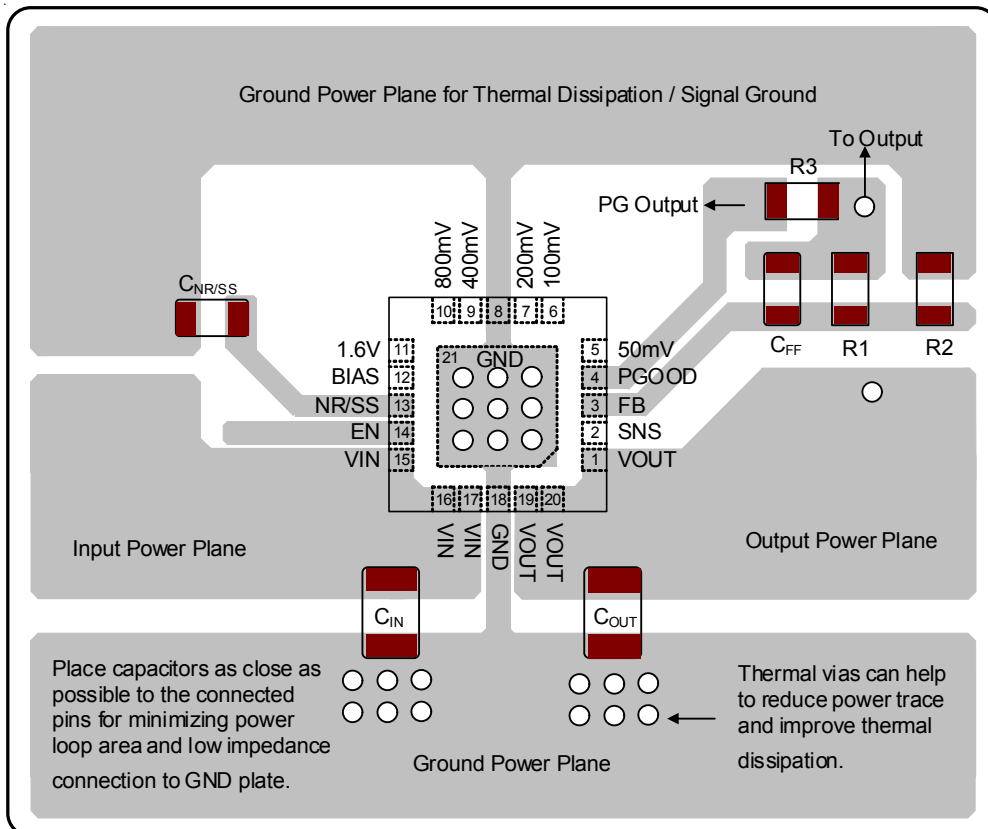 Ground Power Plane for Thermal Dissipation / Signal Ground
To Output
R3
PG Output
800mV
400mV
200mV
100mV
CNR/SS
10
9
8
7
6
1.6V
11
21
GND
5
50mV
BIAS
12
4
PGOOD
CFF
R1
R2
NR/SS
13
3
FB
EN
14
2
SNS
VIN
15
1
VOUT
16
17
18
19
20
VIN
VIN
GND
VOUT
VOUT
Input Power Plane
Output Power Plane
CIN
COUT
Place capacitors as close as
possible to the connected
pins for minimizing power
loop area and low impedance
connection to GND plate.
Thermal vias can help
to reduce power trace
and improve thermal
dissipation.
Ground Power Plane